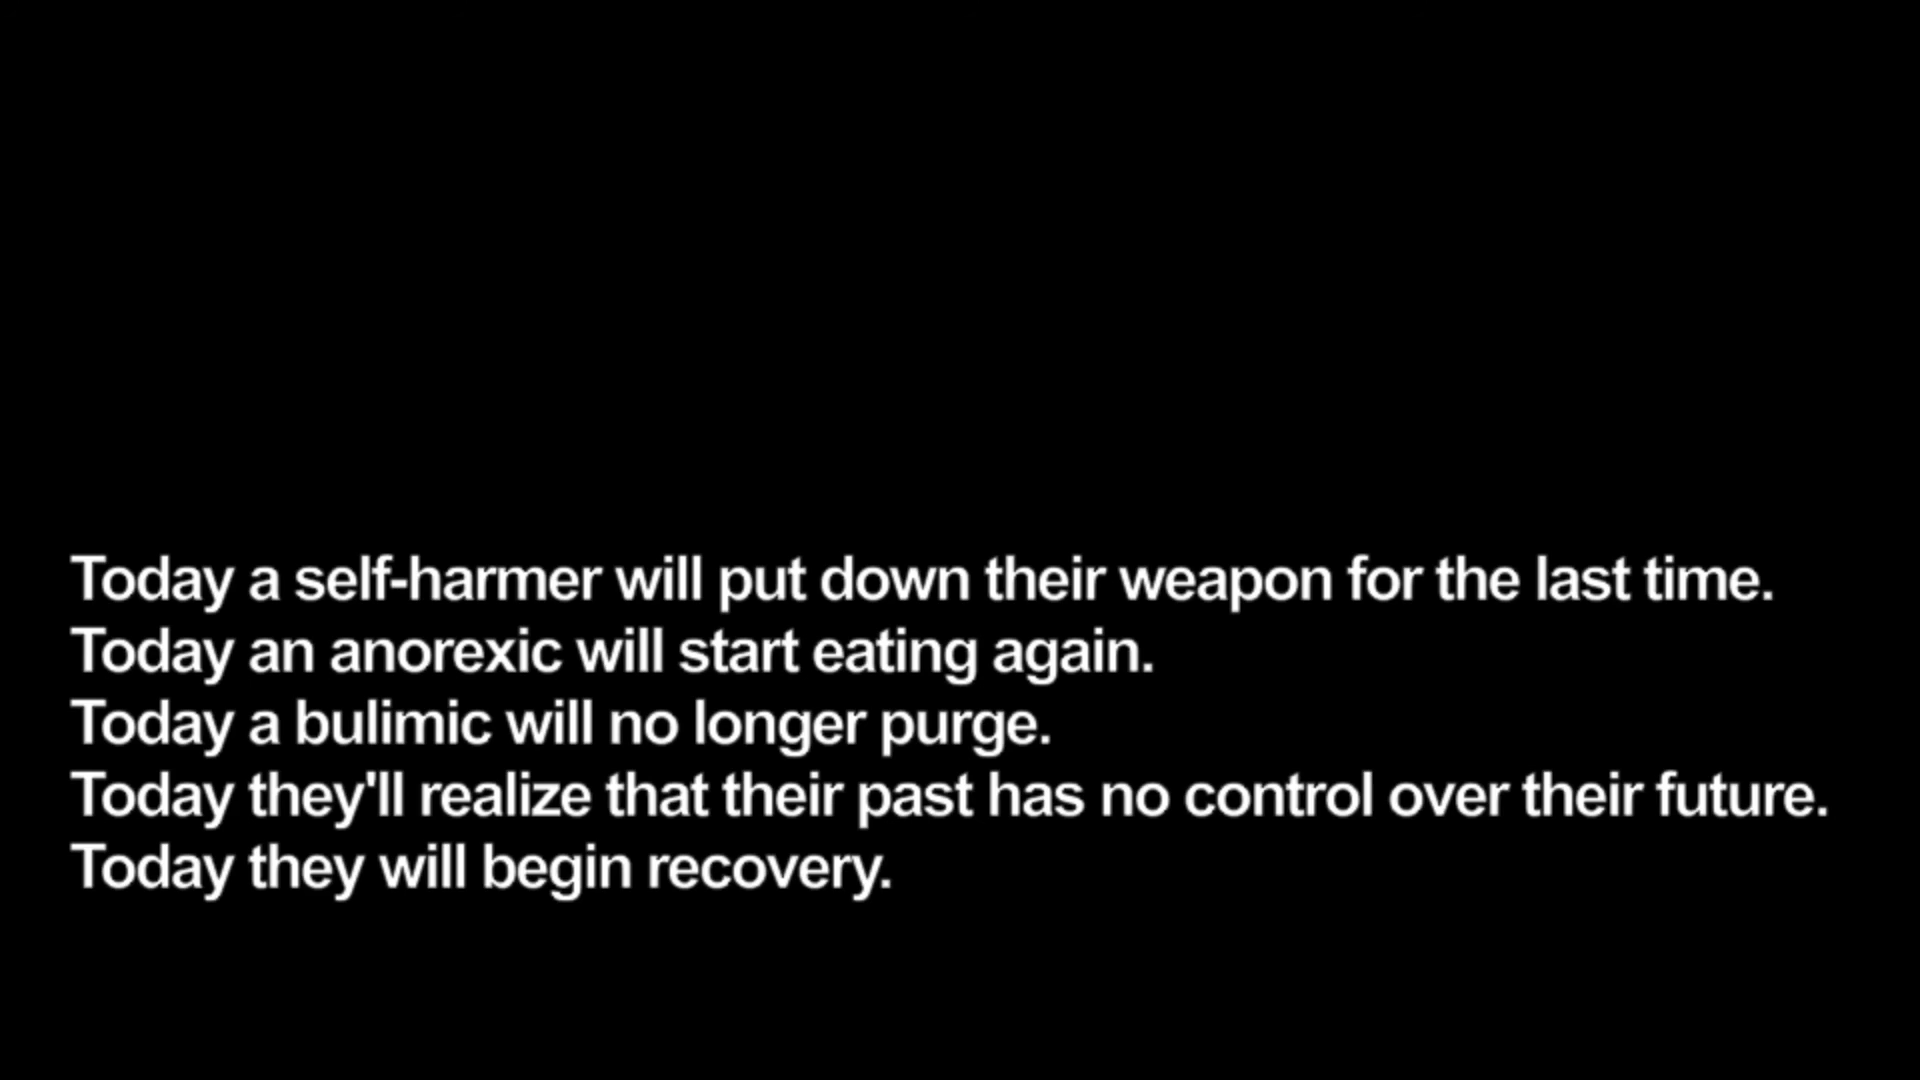 Today a self-harmer will put down their weapon for the last time.
Today an anorexic will start eating again.
Today a bulimic will no longer purge.
Today they'll realize that their past has no control over their future.
Today they will begin recovery.